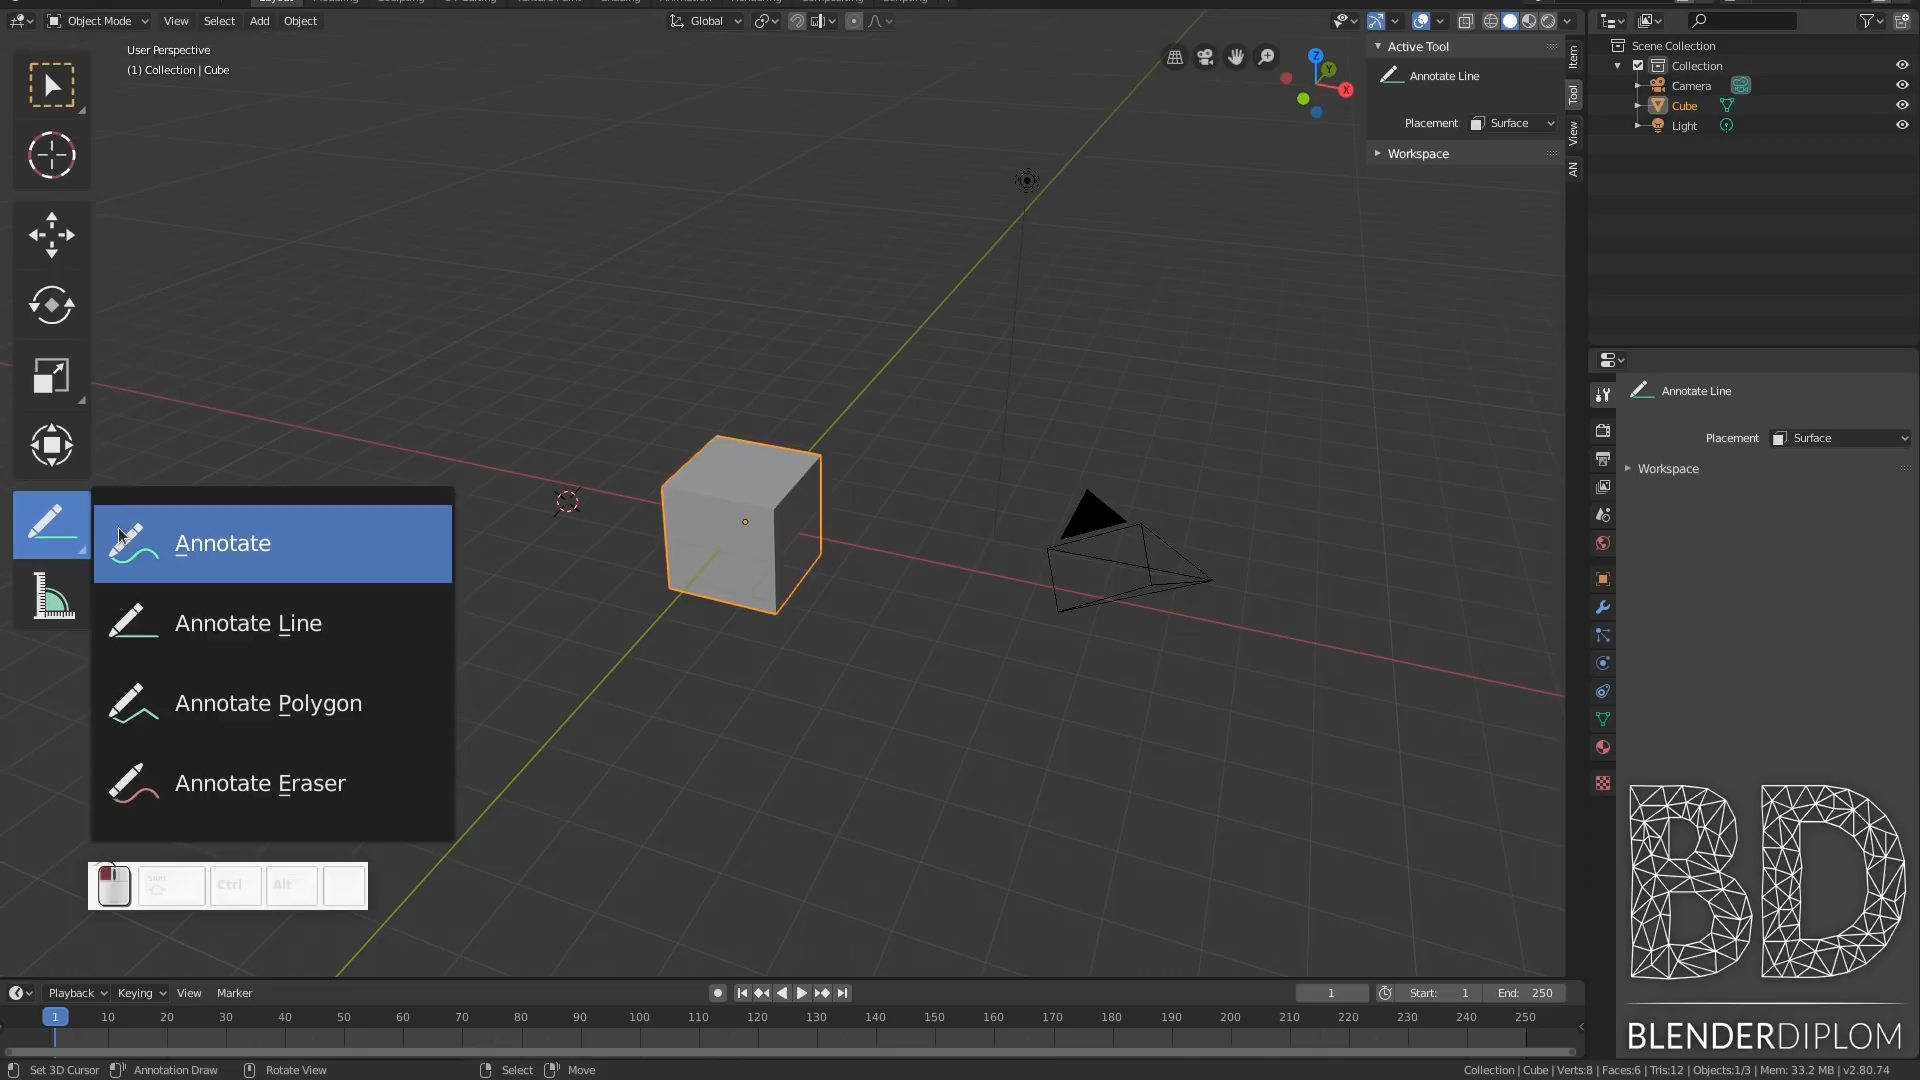 Object Mode
View
Select
Add
Object
Global
User Perspective
(1) Collection | Cube
Z
Y
X
Active Tool
Annotate Line
Placement
Surface
Workspace
Item
Tool
View
AN
Scene Collection
Collection
Camera
Cube
Light
Annotate Line
Placement
Surface
Workspace
Annotate
Annotate Line
Annotate Polygon
Annotate Eraser
Shift
Ctrl
Alt
BD
BLENDERDIPLOM
Playback
Keying
View
Marker
1
Start: 1
End: 250
1 10 20 30 40 50 60 70 80 90 100 110 120 130 140 150 160 170 180 190 200 210 220 230 240 250
Set 3D Cursor
Annotation Draw
Rotate View
Select
Move
Collection | Cube | Verts:8 | Faces:6 | Tris:12 | Objects:1/3 | Mem: 33.2 MB | v2.80.74